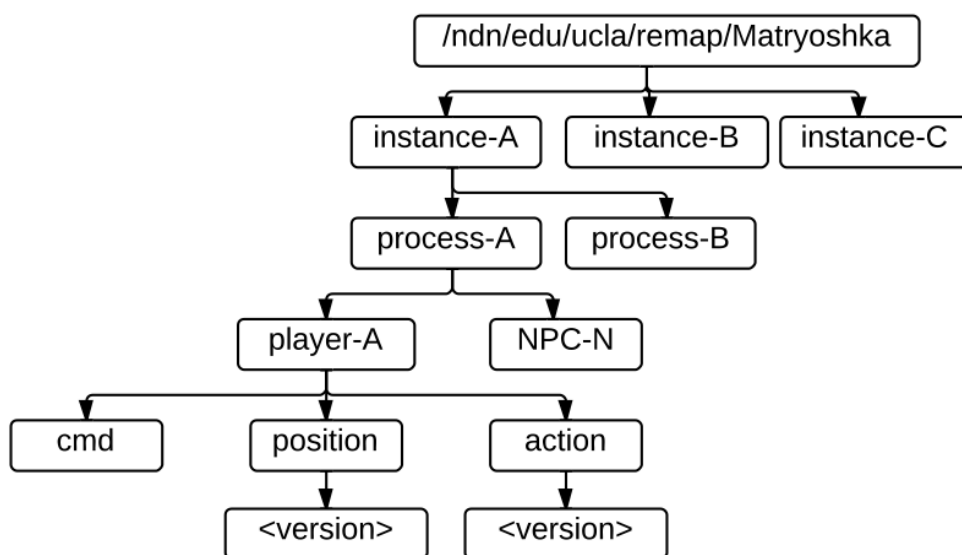 /ndn/edu/ucla/remap/Matryoshka
instance-A
instance-B
instance-C
process-A
process-B
player-A
NPC-N
cmd
position
action
<version>
<version>